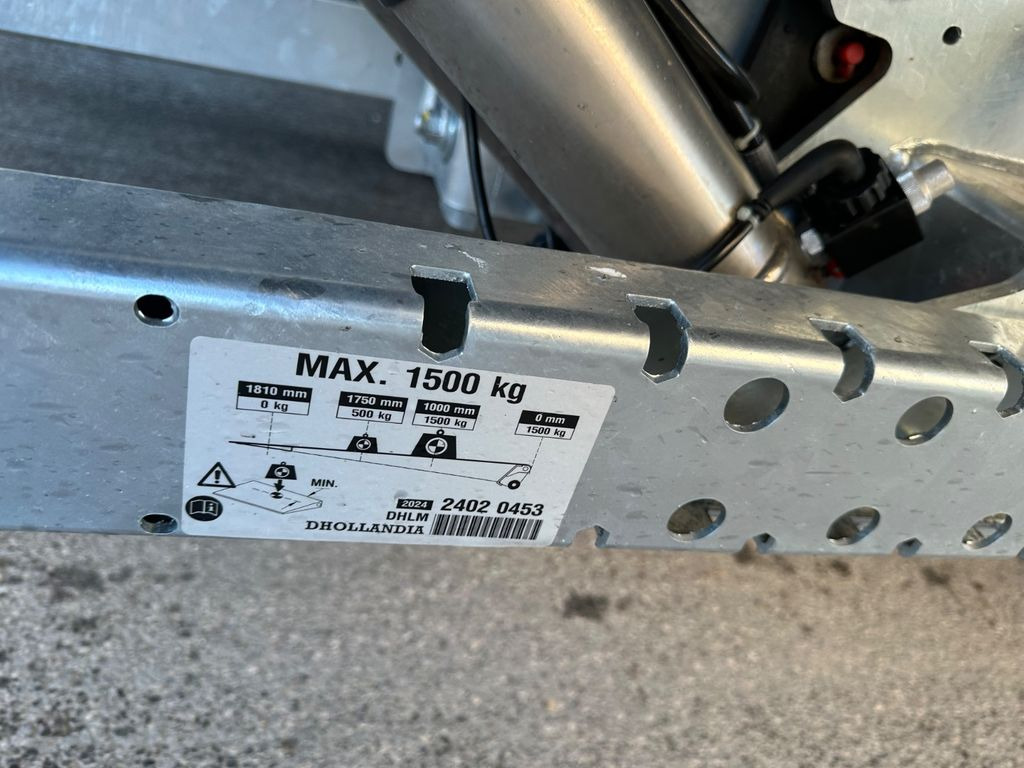 MAX. 1500 kg
1810 mm
0 kg
1750 mm
500 kg
1000 mm
1500 kg
0 mm
1500 kg
MIN.
2024 2402 0453
DHLM
DHOLLANDIA